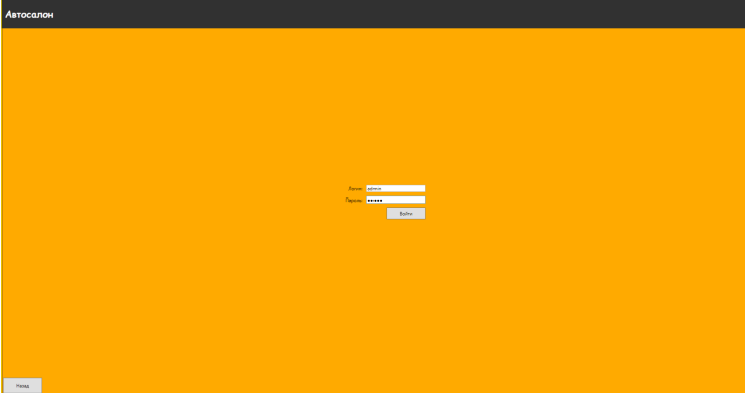 Автосалон
Логин: admin
Пароль: ••••••
Войти
Назад